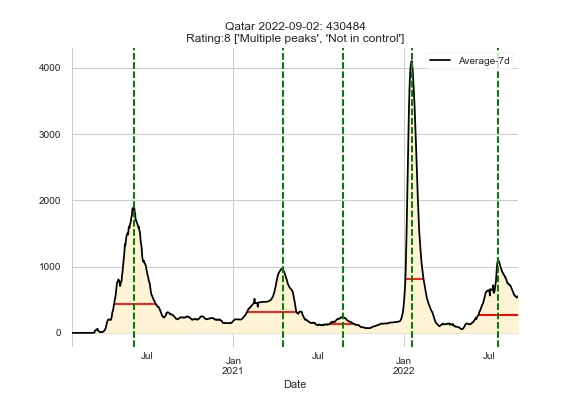 Qatar 2022-09-02: 430484
Rating:8 ['Multiple peaks', 'Not in control']
Average-7d
4000
3000
2000
1000
0
Jul
Jan
2021
Jul
Jan
2022
Jul
Date